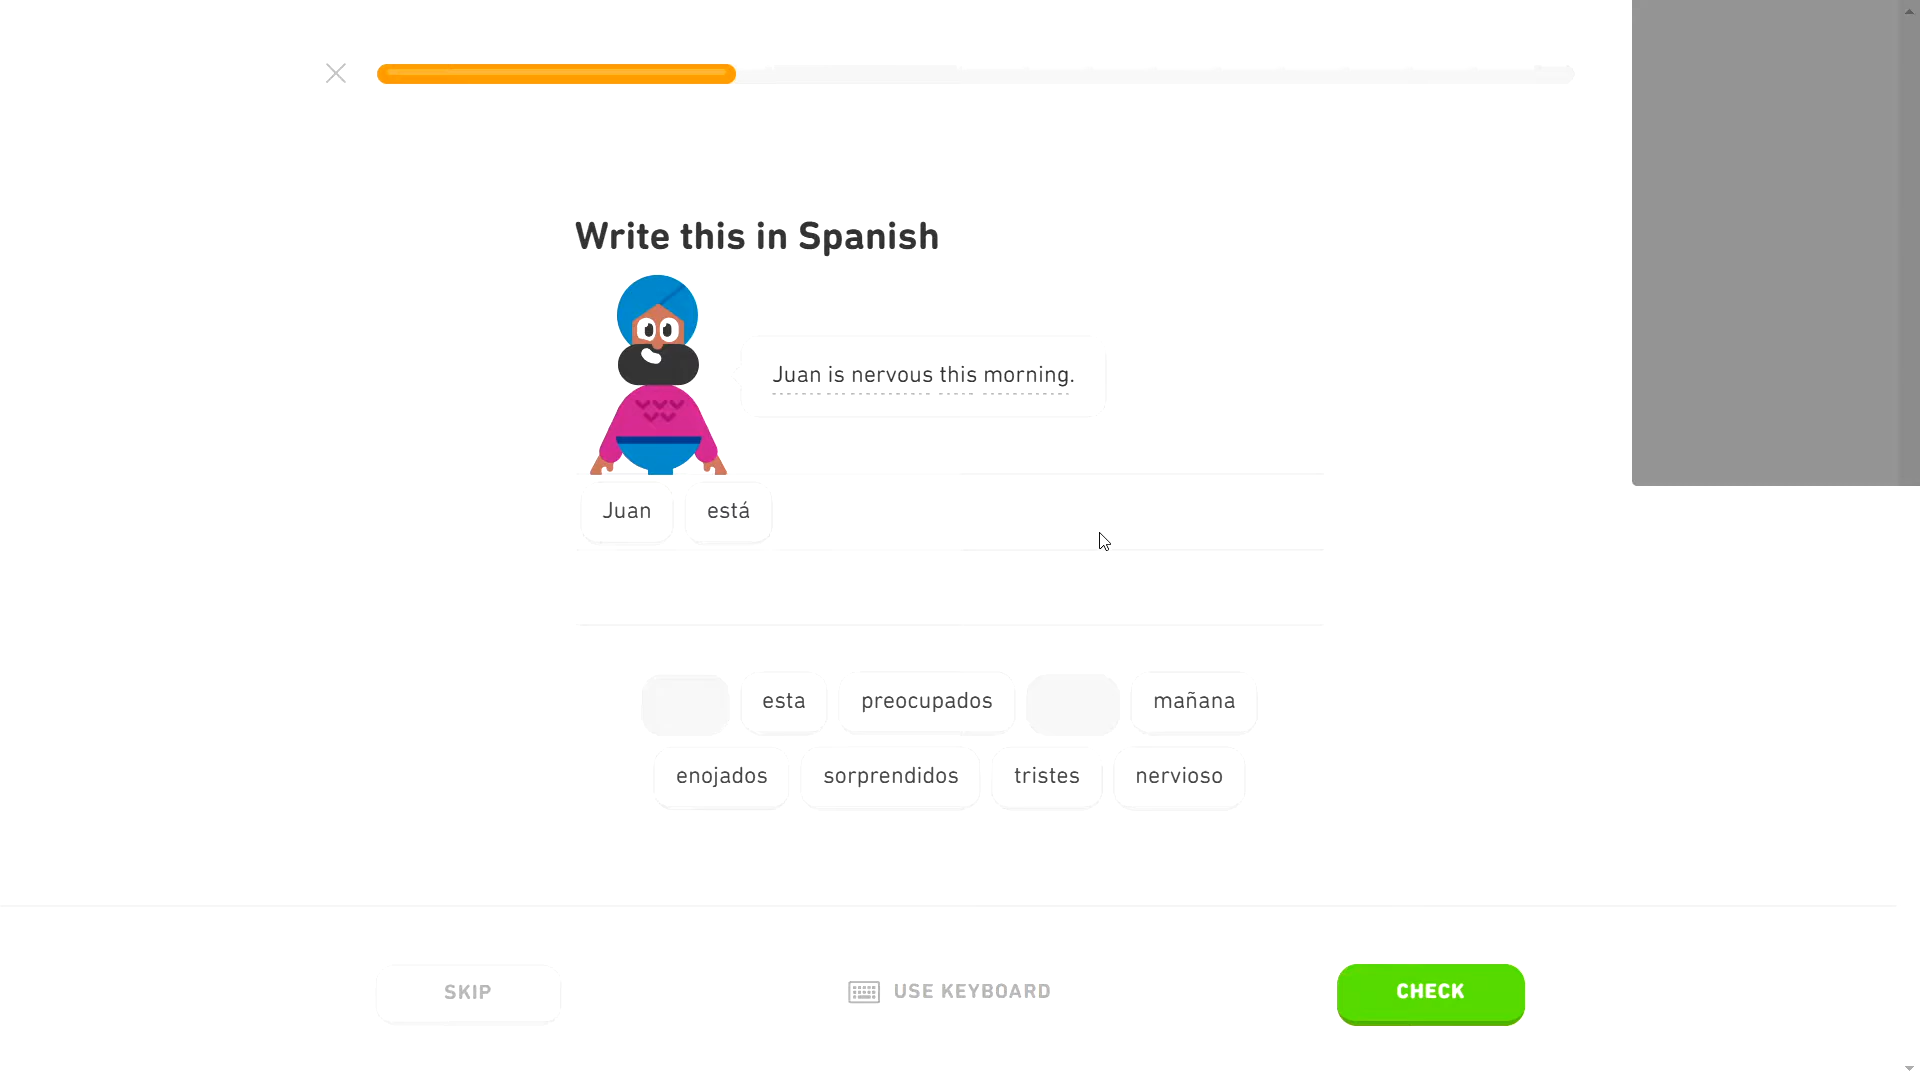 Write this in Spanish
Juan is nervous this morning.
Juan está
esta preocupados mañana
enojados sorprendidos tristes nervioso
SKIP USE KEYBOARD CHECK